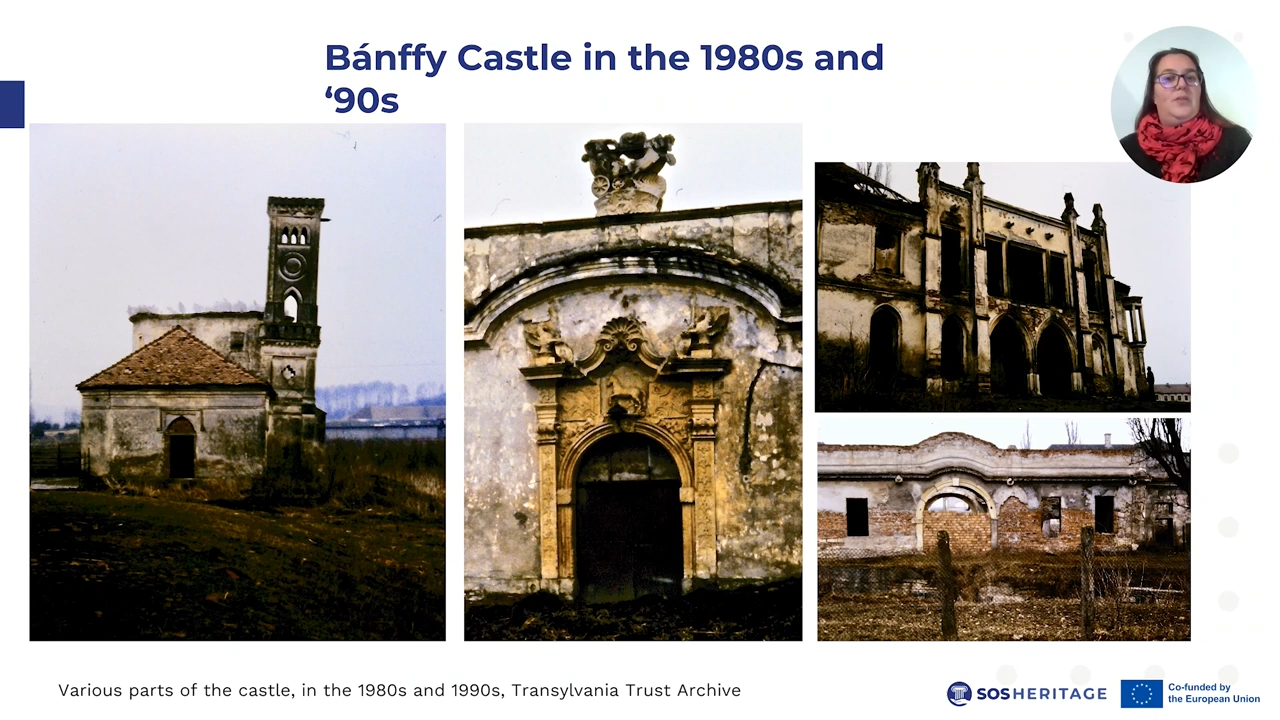 Bánffy Castle in the 1980s and
‘90s
Various parts of the castle, in the 1980s and 1990s, Transylvania Trust Archive
SOSHERITAGE
Co-funded by
the European Union